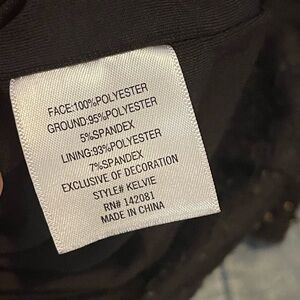 FACE:100%POLYESTER
GROUND:95%POLYESTER
5%SPANDEX
LINING:93%POLYESTER
7%SPANDEX
EXCLUSIVE OF DECORATION
STYLE# KELVIE
RN# 142081
MADE IN CHINA